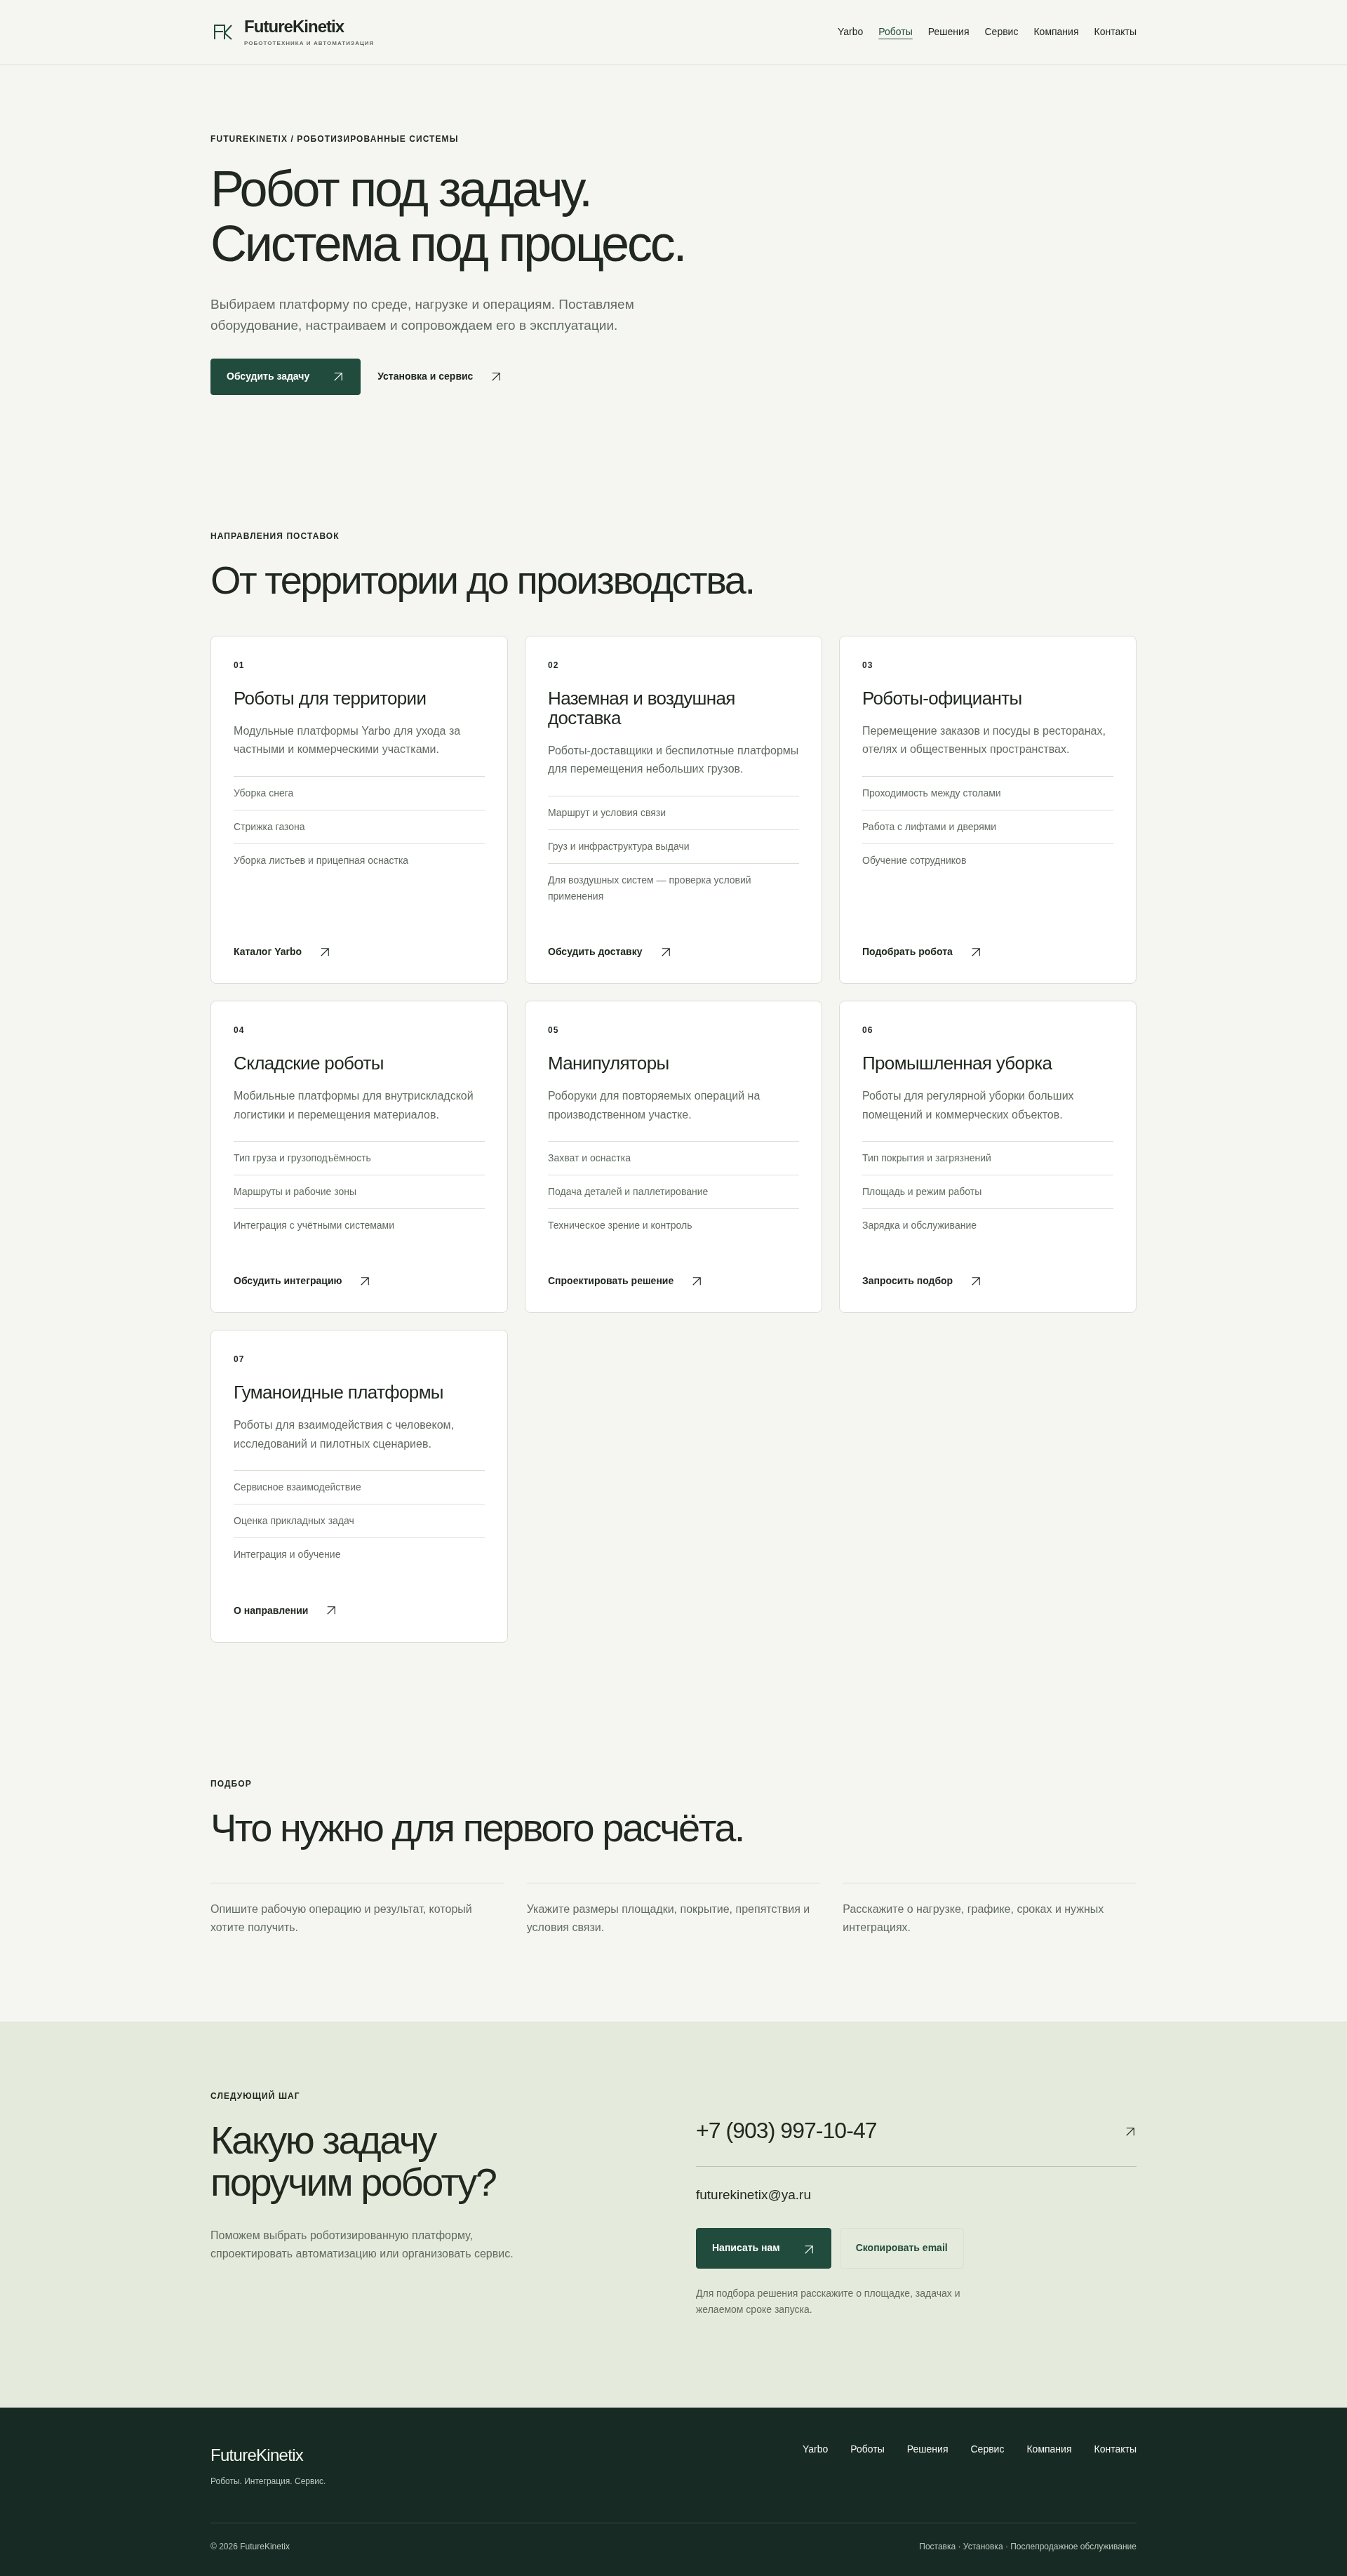 FutureKinetix
РОБОТОТЕХНИКА И АВТОМАТИЗАЦИЯ
Yarbo Роботы Решения Сервис Компания Контакты
FUTUREKINETIX / РОБОТИЗИРОВАННЫЕ СИСТЕМЫ
Робот под задачу.
Система под процесс.
Выбираем платформу по среде, нагрузке и операциям. Поставляем
оборудование, настраиваем и сопровождаем его в эксплуатации.
Обсудить задачу
Установка и сервис
НАПРАВЛЕНИЯ ПОСТАВОК
От территории до производства.
01
Роботы для территории
Модульные платформы Yarbo для ухода за
частными и коммерческими участками.
Уборка снега
Стрижка газона
Уборка листьев и прицепная оснастка
Каталог Yarbo
02
Наземная и воздушная
доставка
Роботы-доставщики и беспилотные платформы
для перемещения небольших грузов.
Маршрут и условия связи
Груз и инфраструктура выдачи
Для воздушных систем — проверка условий
применения
Обсудить доставку
03
Роботы-официанты
Перемещение заказов и посуды в ресторанах,
отелях и общественных пространствах.
Проходимость между столами
Работа с лифтами и дверями
Обучение сотрудников
Подобрать робота
04
Складские роботы
Мобильные платформы для внутрискладской
логистики и перемещения материалов.
Тип груза и грузоподъёмность
Маршруты и рабочие зоны
Интеграция с учётными системами
Обсудить интеграцию
05
Манипуляторы
Роборуки для повторяемых операций на
производственном участке.
Захват и оснастка
Подача деталей и паллетирование
Техническое зрение и контроль
Спроектировать решение
06
Промышленная уборка
Роботы для регулярной уборки больших
помещений и коммерческих объектов.
Тип покрытия и загрязнений
Площадь и режим работы
Зарядка и обслуживание
Запросить подбор
07
Гуманоидные платформы
Роботы для взаимодействия с человеком,
исследований и пилотных сценариев.
Сервисное взаимодействие
Оценка прикладных задач
Интеграция и обучение
О направлении
ПОДБОР
Что нужно для первого расчёта.
Опишите рабочую операцию и результат, который
хотите получить.
Укажите размеры площадки, покрытие, препятствия и
условия связи.
Расскажите о нагрузке, графике, сроках и нужных
интеграциях.
СЛЕДУЮЩИЙ ШАГ
Какую задачу
поручим роботу?
Поможем выбрать роботизированную платформу,
спроектировать автоматизацию или организовать сервис.
+7 (903) 997-10-47
futurekinetix@ya.ru
Написать нам
Скопировать email
Для подбора решения расскажите о площадке, задачах и
желаемом сроке запуска.
FutureKinetix
Роботы. Интеграция. Сервис.
Yarbo Роботы Решения Сервис Компания Контакты
© 2026 FutureKinetix
Поставка · Установка · Послепродажное обслуживание